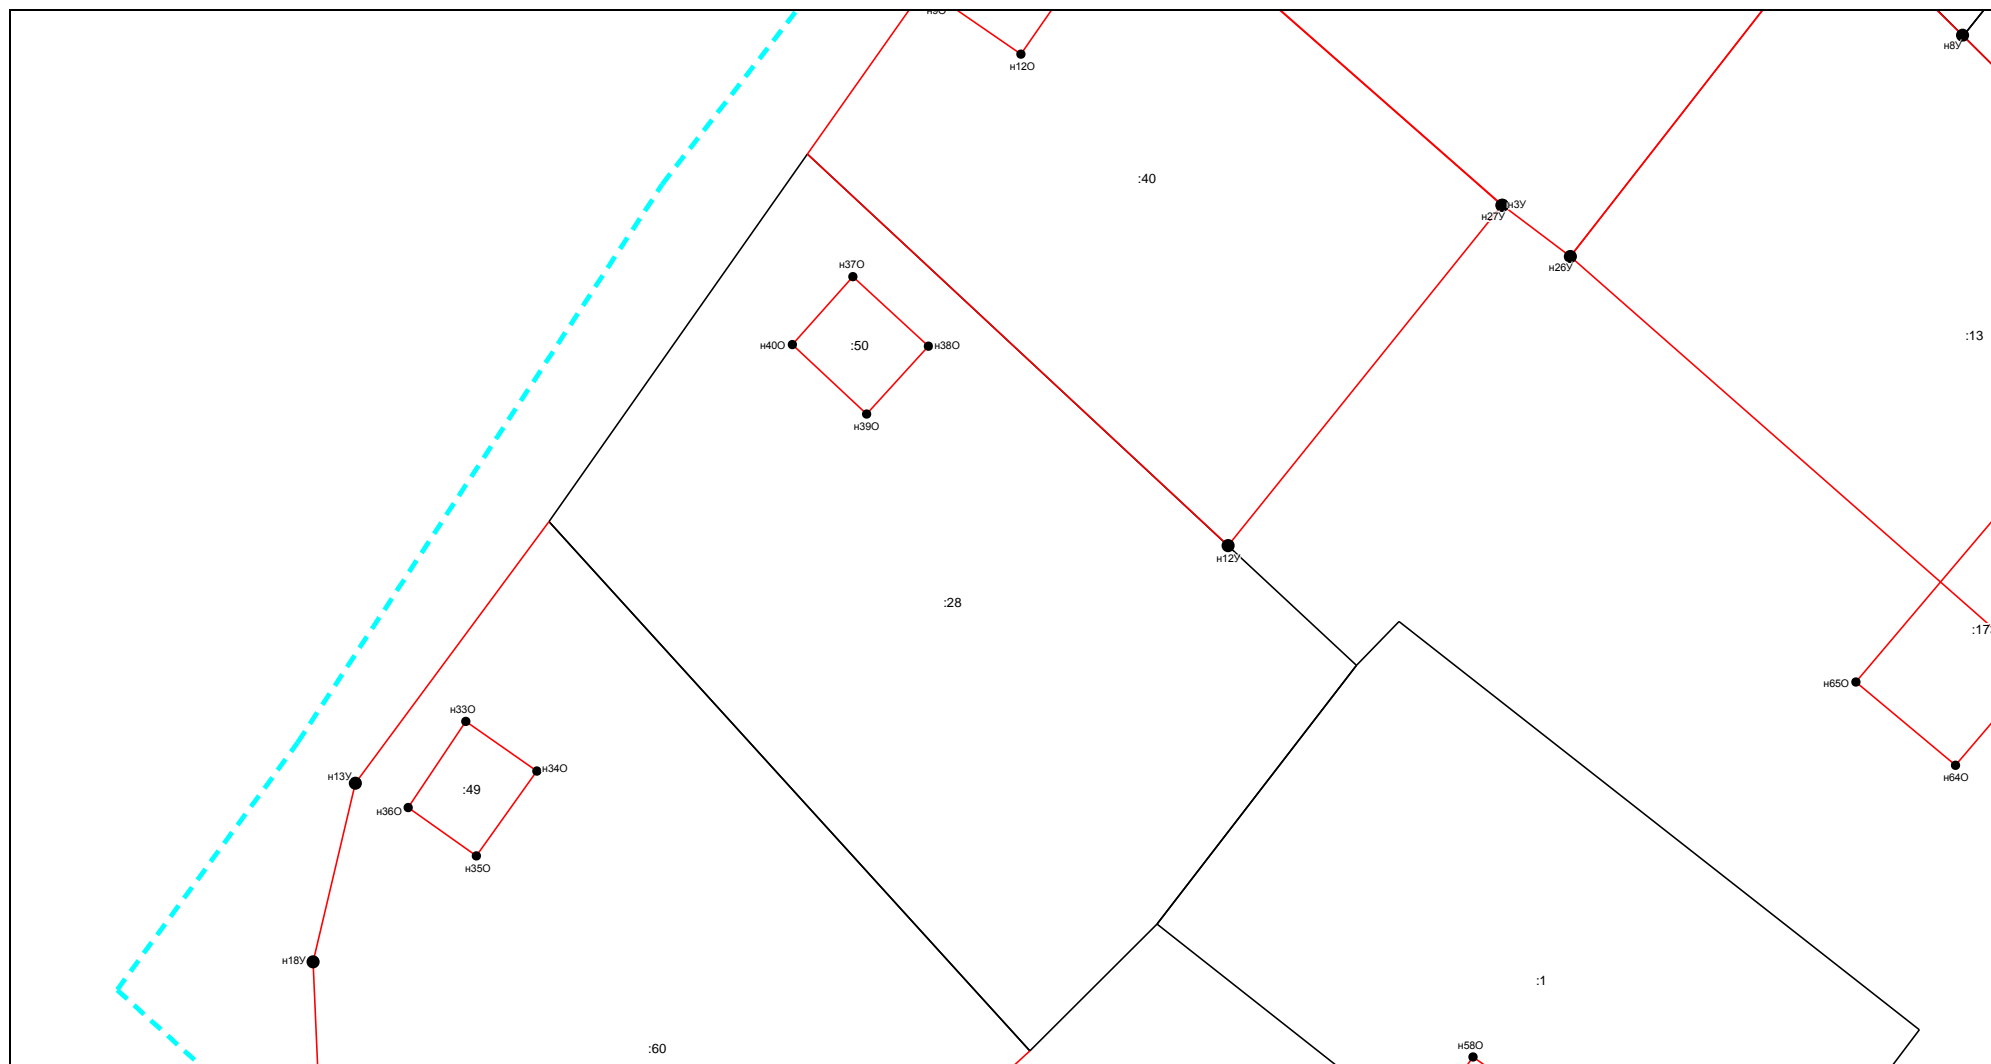 н12О
н8У
:40
н3У
н27У
н26У
н37О
:13
н40О
:50
н38О
н39О
н12У
:28
:17
н65О
н33О
н34О
н13У
:49
н64О
н36О
н35О
н18У
:1
н58О
:60